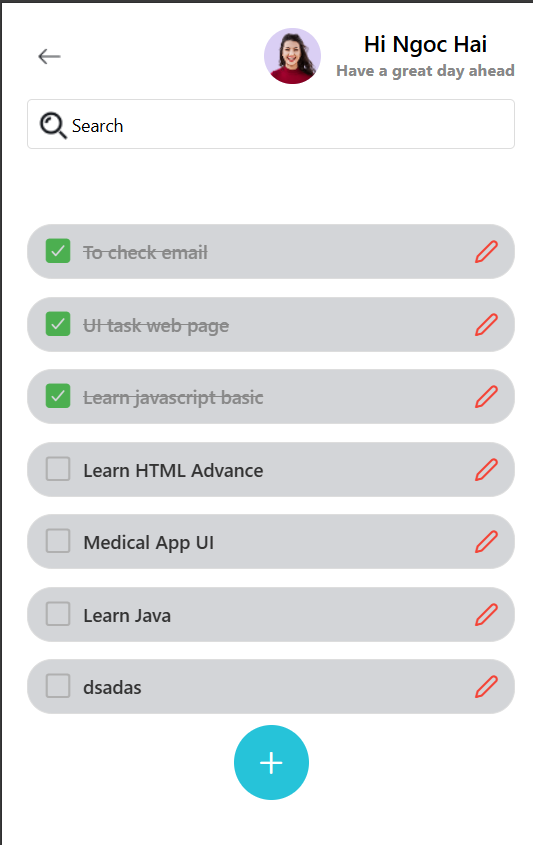 Hi Ngoc Hai
Have a great day ahead
Search
To check email
UI task web page
Learn javascript basic
Learn HTML Advance
Medical App UI
Learn Java
dsadas